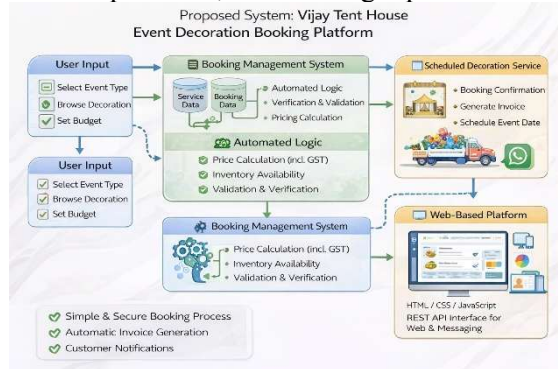 Proposed System: Vijay Tent House
Event Decoration Booking Platform
User Input
Select Event Type
Browse Decoration
Set Budget
User Input
Select Event Type
Browse Decoration
Set Budget
Booking Management System
Service
Data
Booking
Data
Automated Logic
Verification & Validation
Pricing Calculation
Automated Logic
Price Calculation (incl. GST)
Inventory Availability
Validation & Verification
Booking Management System
Price Calculation (incl. GST)
Inventory Availability
Validation & Verification
Scheduled Decoration Service
Booking Confirmation
Generate Invoice
Schedule Event Date
Web-Based Platform
HTML / CSS / JavaScript
REST API Interface for
Web & Messaging
Simple & Secure Booking Process
Automatic Invoice Generation
Customer Notifications